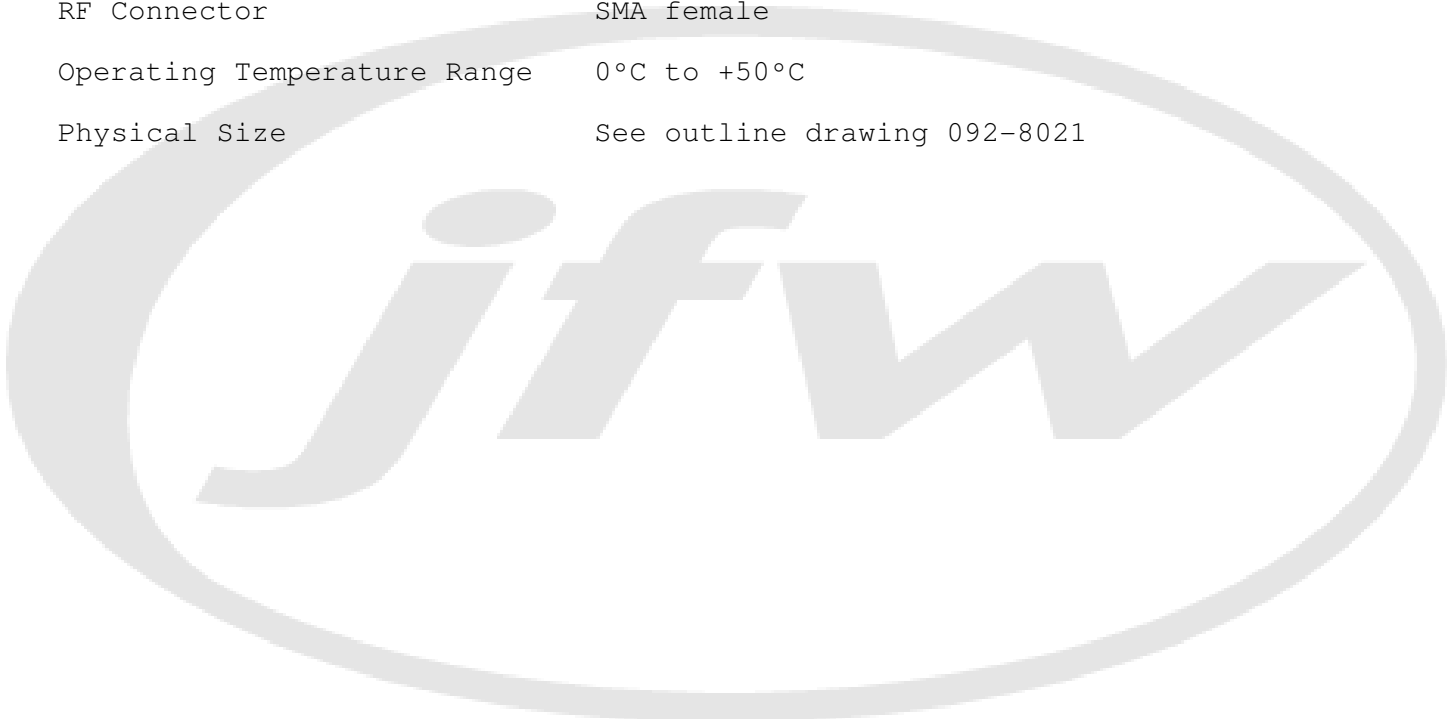 RF Connector SMA female
Operating Temperature Range 0°C to +50°C
Physical Size See outline drawing 092-8021
jfw